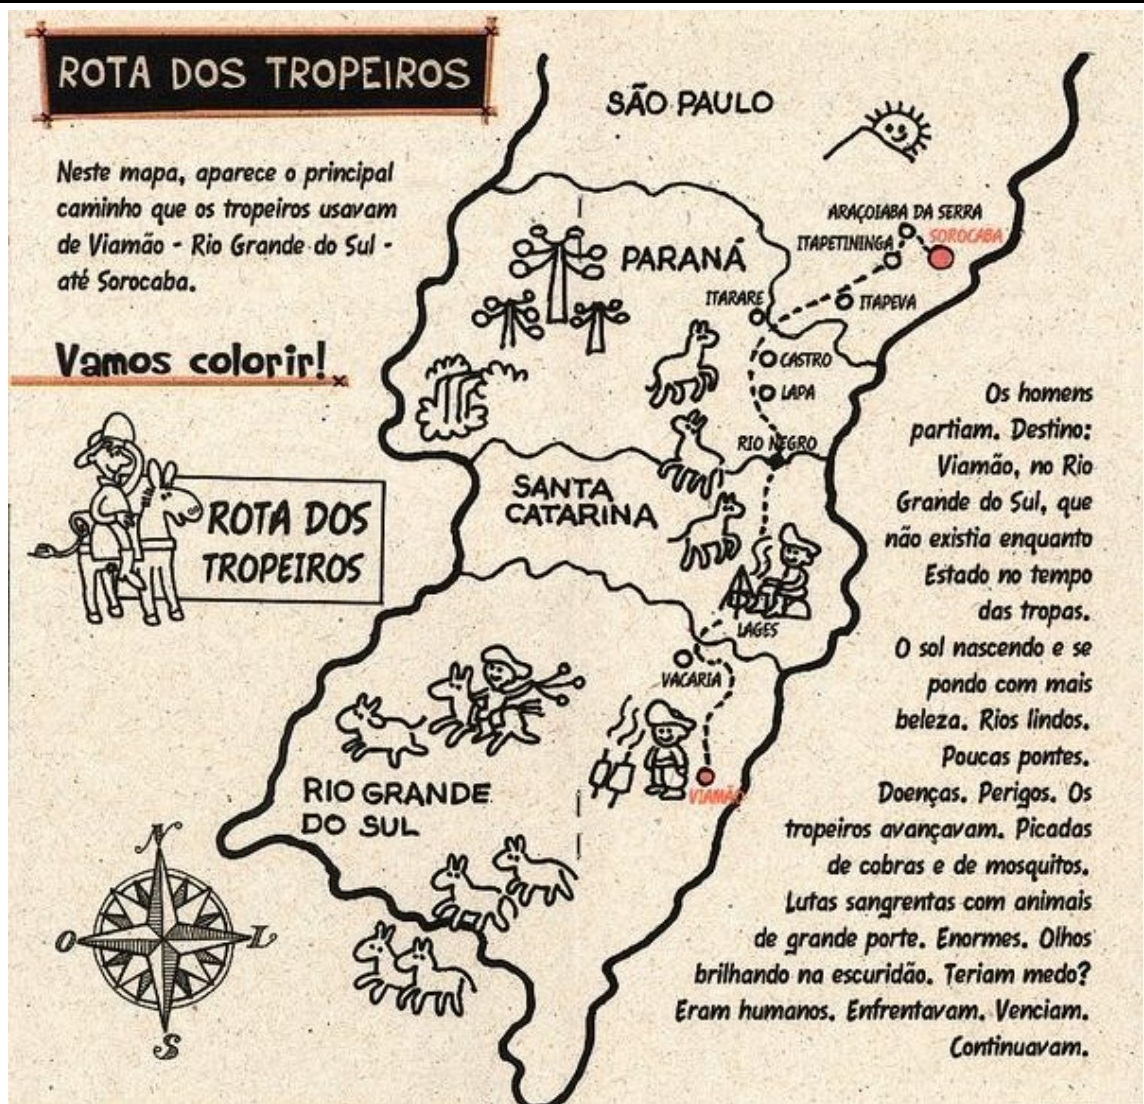 ROTA DOS TROPEIROS
Neste mapa, aparece o principal
caminho que os tropeiros usavam
de Viamão - Rio Grande do Sul -
até Sorocaba.
Vamos colorir!
ROTA DOS
TROPEIROS
SÃO PAULO
ARAÇOIABA DA SERRA
SOROCABA
ITAPETININGA
ITAPEVA
PARANÁ
ITARARE
CASTRO
LAPA
RIO NEGRO
SANTA
CATARINA
LAGES
VACARIA
VIAMÃO
RIO GRANDE
DO SUL
N
O
L
S
Os homens
partiam. Destino:
Viamão, no Rio
Grande do Sul, que
não existia enquanto
Estado no tempo
das tropas.
O sol nascendo e se
pondo com mais
beleza. Rios lindos.
Poucas pontes.
Doenças. Perigos. Os
tropeiros avançavam. Picadas
de cobras e de mosquitos.
Lutas sangrentas com animais
de grande porte. Enormes. Olhos
brilhando na escuridão. Teriam medo?
Eram humanos. Enfrentavam. Venciam.
Continuavam.